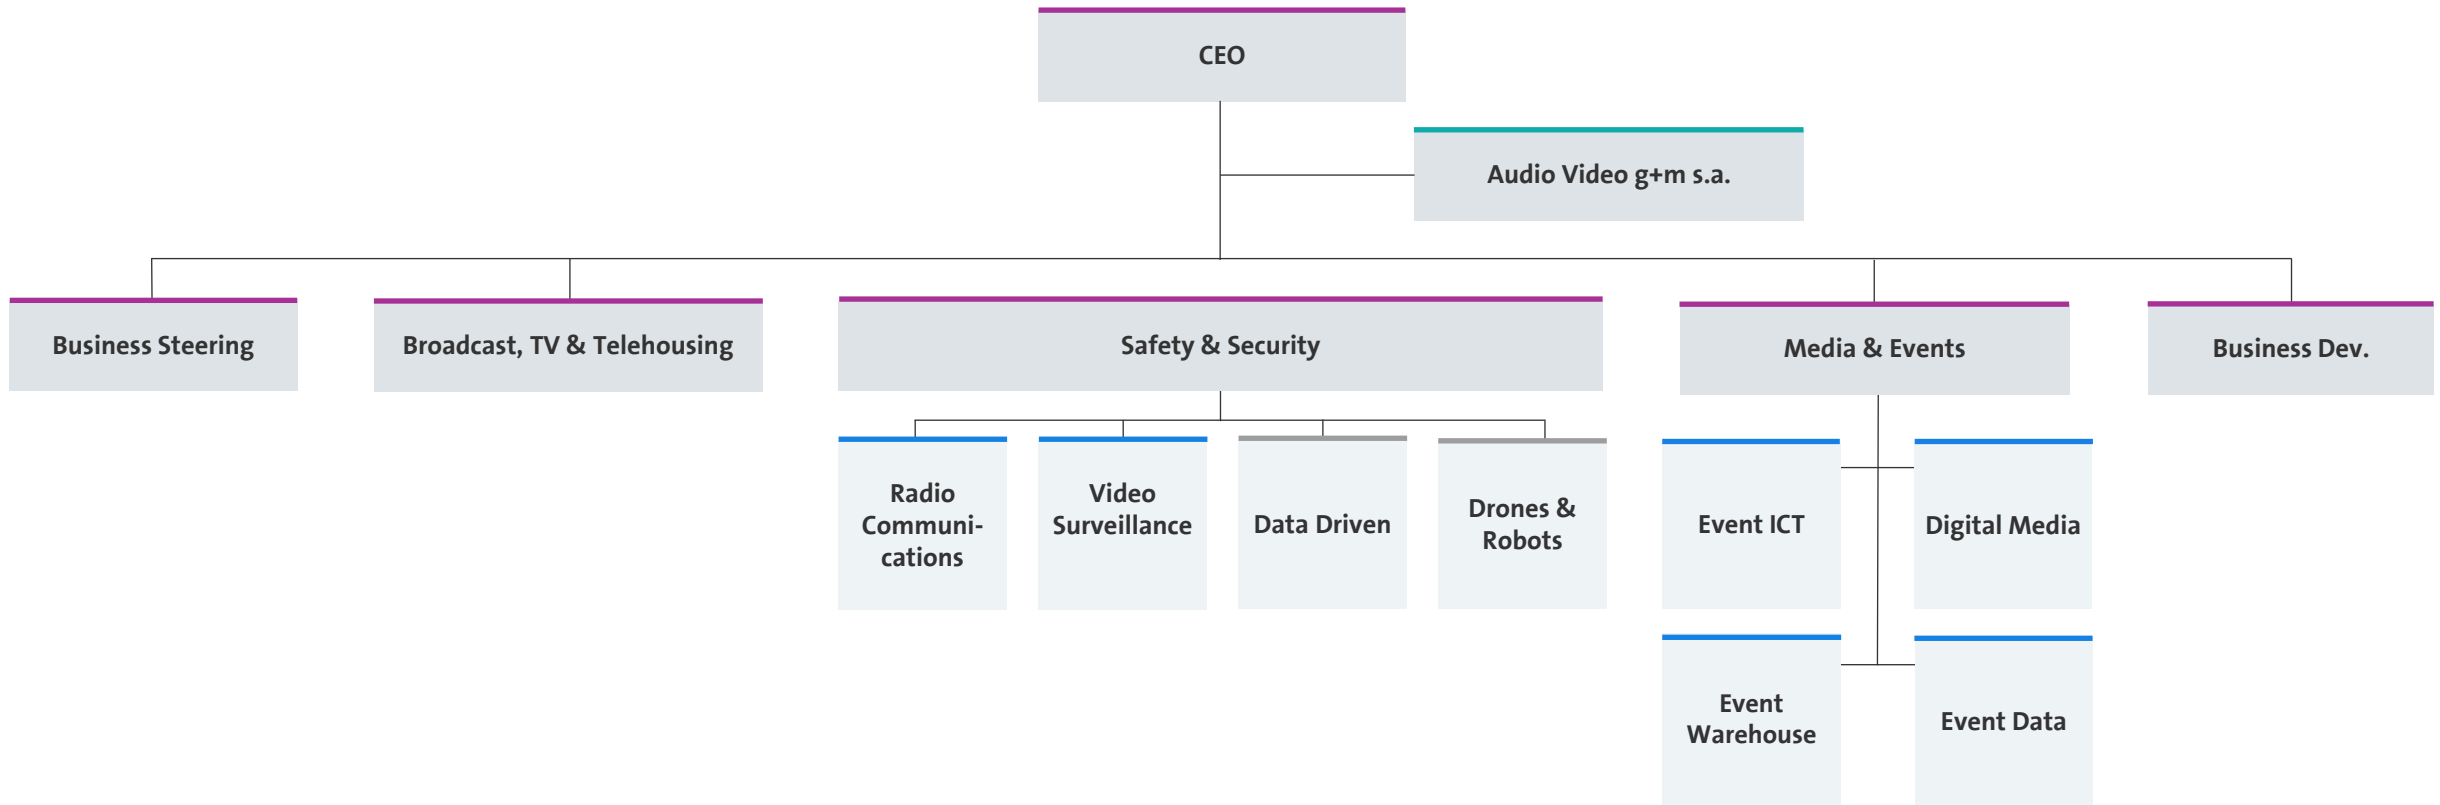 CEO
Audio Video g+m s.a.
Business Steering
Broadcast, TV & Telehousing
Safety & Security
Media & Events
Business Dev.
Radio
Communi-
cations
Video
Surveillance
Data Driven
Drones &
Robots
Event ICT
Digital Media
Event
Warehouse
Event Data